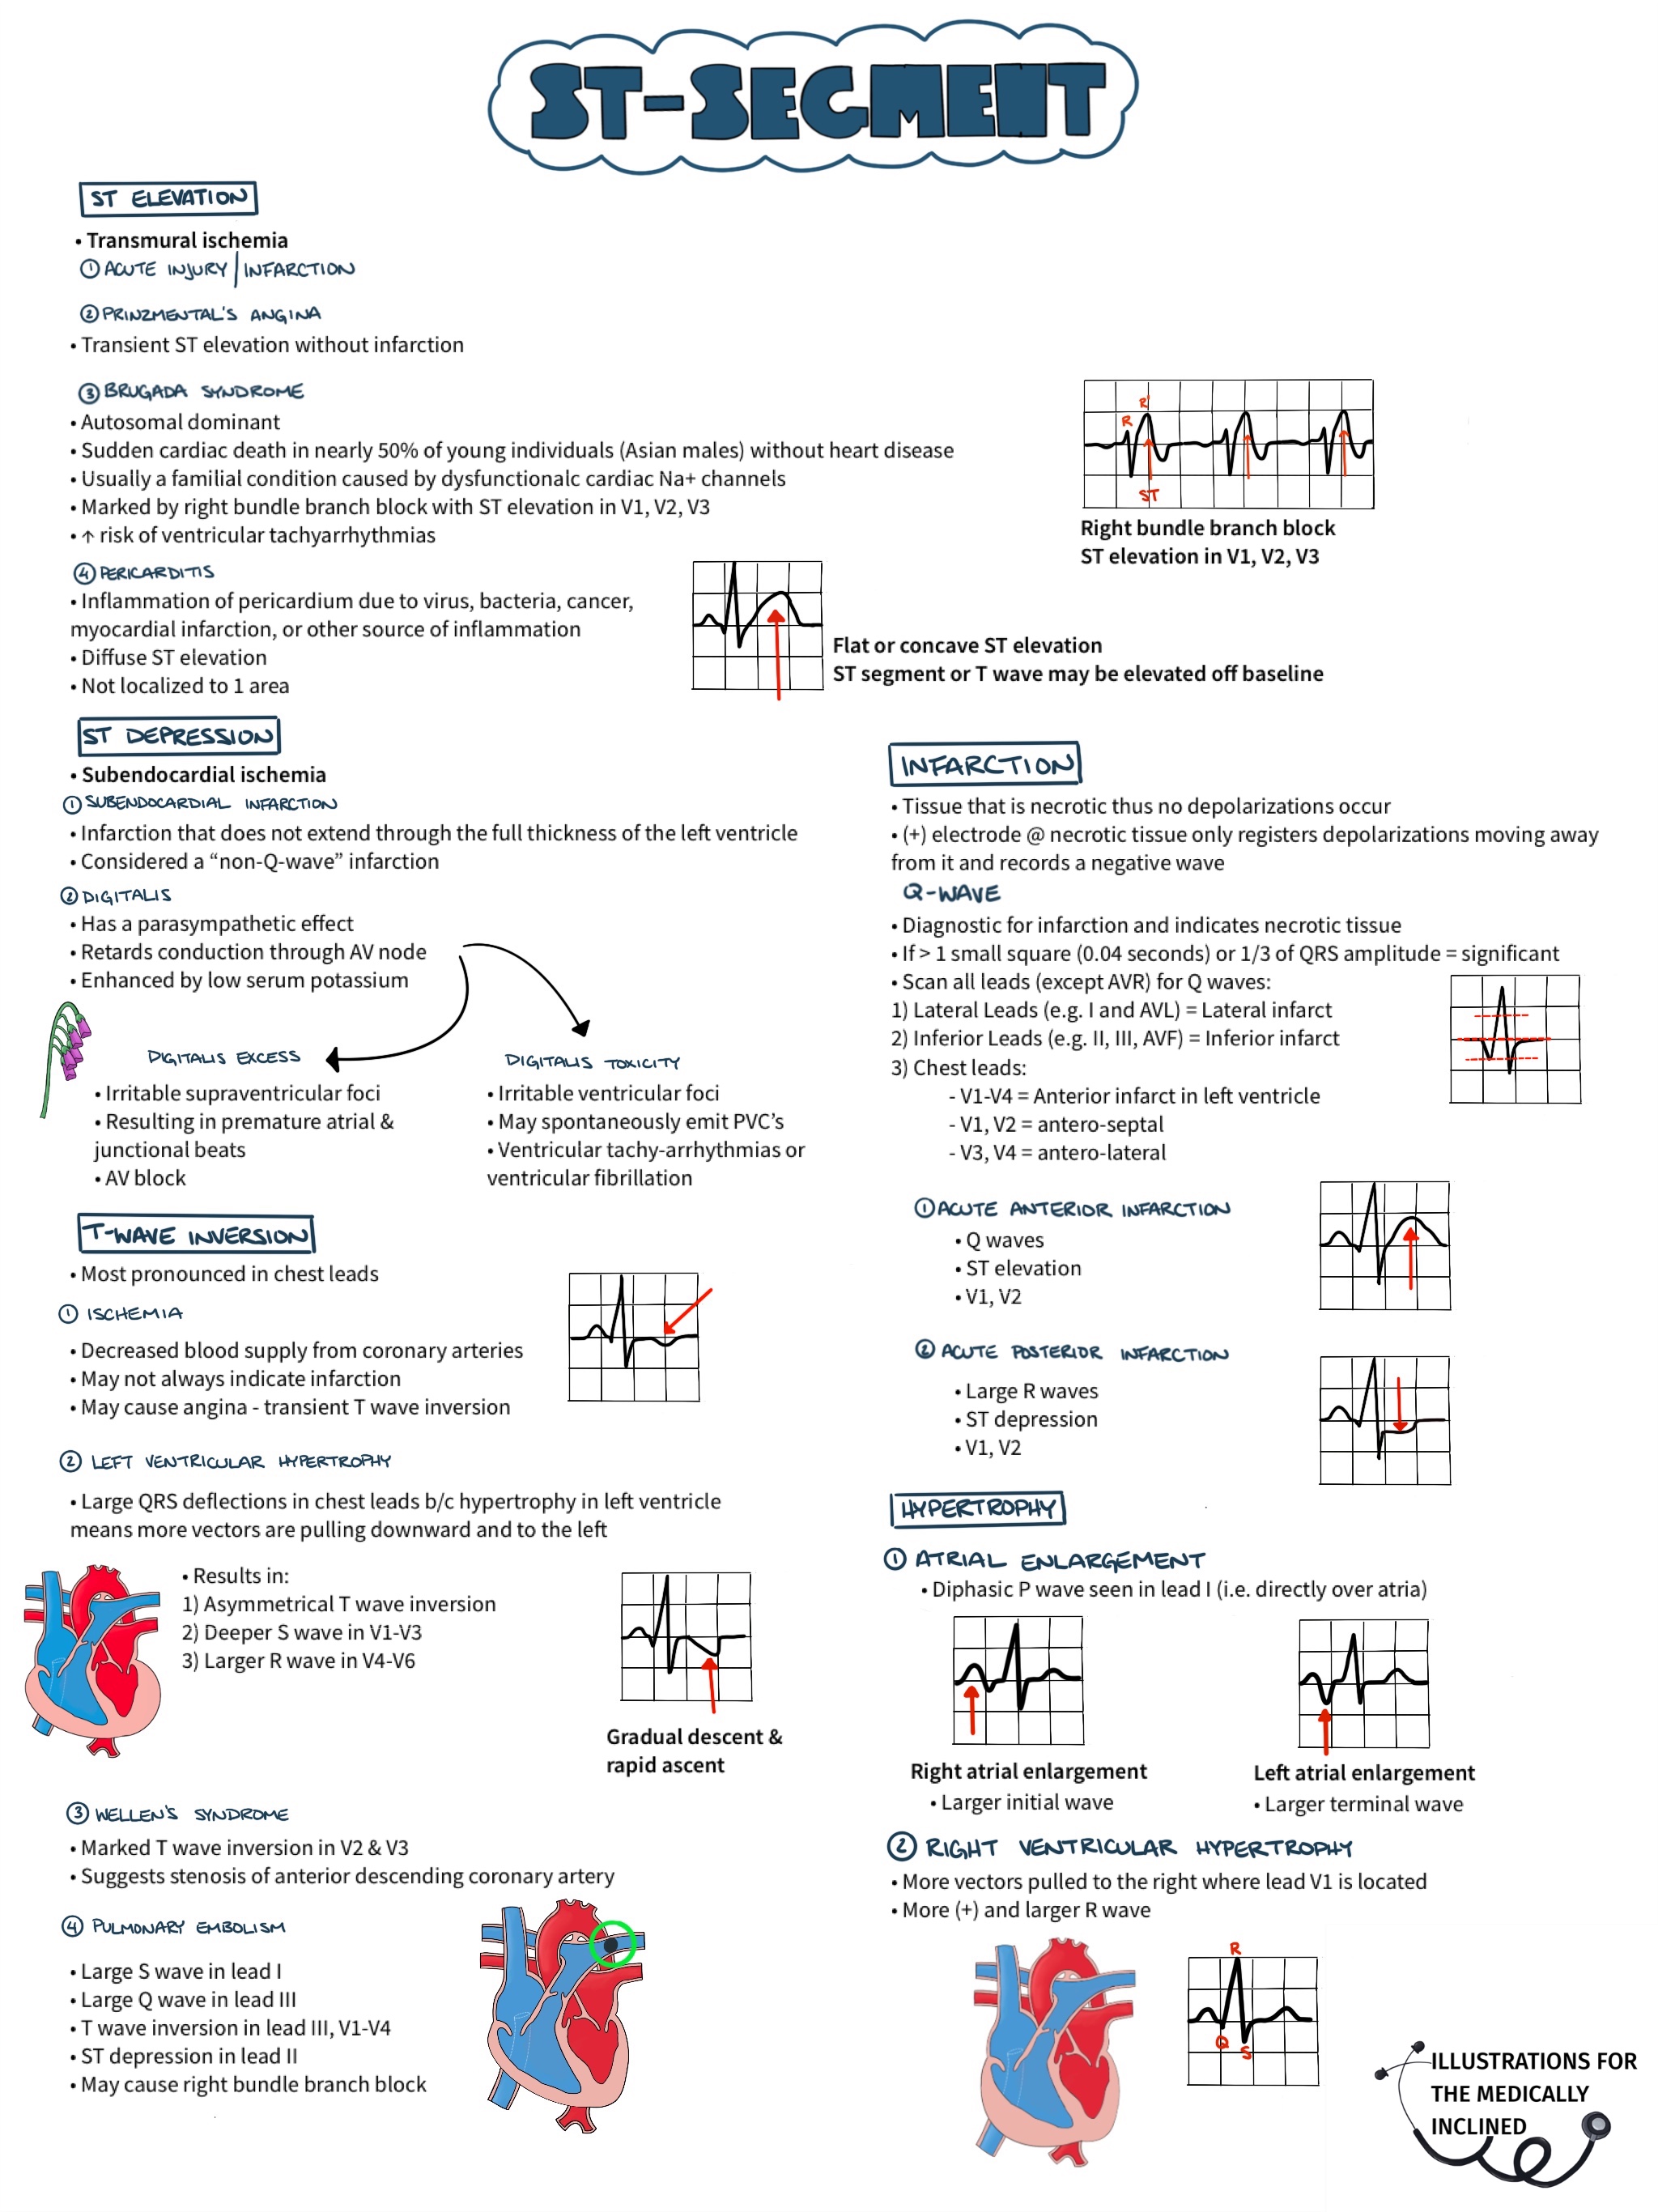 ST-SEGMENT
ST ELEVATION
• Transmural ischemia
① ACUTE INJURY/INFARCTION
② PRINZMENTAL'S ANGINA
• Transient ST elevation without infarction
③ BRUGADA SYNDROME
• Autosomal dominant
• Sudden cardiac death in nearly 50% of young individuals (Asian males) without heart disease
• Usually a familial condition caused by dysfunctionalc cardiac Na+ channels
• Marked by right bundle branch block with ST elevation in V1, V2, V3
• ↑ risk of ventricular tachyarrhythmias
R R'
ST
Right bundle branch block
ST elevation in V1, V2, V3
④ PERICARDITIS
• Inflammation of pericardium due to virus, bacteria, cancer,
myocardial infarction, or other source of inflammation
• Diffuse ST elevation
• Not localized to 1 area
Flat or concave ST elevation
ST segment or T wave may be elevated off baseline
ST DEPRESSION
• Subendocardial ischemia
① SUBENDOCARDIAL INFARCTION
• Infarction that does not extend through the full thickness of the left ventricle
• Considered a “non-Q-wave” infarction
② DIGITALIS
• Has a parasympathetic effect
• Retards conduction through AV node
• Enhanced by low serum potassium
DIGITALIS EXCESS
• Irritable supraventricular foci
• Resulting in premature atrial &
junctional beats
• AV block
DIGITALIS TOXICITY
• Irritable ventricular foci
• May spontaneously emit PVC’s
• Ventricular tachy-arrhythmias or
ventricular fibrillation
T-WAVE INVERSION
• Most pronounced in chest leads
① ISCHEMIA
• Decreased blood supply from coronary arteries
• May not always indicate infarction
• May cause angina - transient T wave inversion
② LEFT VENTRICULAR HYPERTROPHY
• Large QRS deflections in chest leads b/c hypertrophy in left ventricle
means more vectors are pulling downward and to the left
• Results in:
1) Asymmetrical T wave inversion
2) Deeper S wave in V1-V3
3) Larger R wave in V4-V6
Gradual descent &
rapid ascent
③ WELLEN'S SYNDROME
• Marked T wave inversion in V2 & V3
• Suggests stenosis of anterior descending coronary artery
④ PULMONARY EMBOLISM
• Large S wave in lead I
• Large Q wave in lead III
• T wave inversion in lead III, V1-V4
• ST depression in lead II
• May cause right bundle branch block
INFARCTION
• Tissue that is necrotic thus no depolarizations occur
• (+) electrode @ necrotic tissue only registers depolarizations moving away
from it and records a negative wave
Q-WAVE
• Diagnostic for infarction and indicates necrotic tissue
• If > 1 small square (0.04 seconds) or 1/3 of QRS amplitude = significant
• Scan all leads (except AVR) for Q waves:
1) Lateral Leads (e.g. I and AVL) = Lateral infarct
2) Inferior Leads (e.g. II, III, AVF) = Inferior infarct
3) Chest leads:
- V1-V4 = Anterior infarct in left ventricle
- V1, V2 = antero-septal
- V3, V4 = antero-lateral
① ACUTE ANTERIOR INFARCTION
• Q waves
• ST elevation
• V1, V2
② ACUTE POSTERIOR INFARCTION
• Large R waves
• ST depression
• V1, V2
HYPERTROPHY
① ATRIAL ENLARGEMENT
• Diphasic P wave seen in lead I (i.e. directly over atria)
Right atrial enlargement
• Larger initial wave
Left atrial enlargement
• Larger terminal wave
② RIGHT VENTRICULAR HYPERTROPHY
• More vectors pulled to the right where lead V1 is located
• More (+) and larger R wave
R
Q S
ILLUSTRATIONS FOR
THE MEDICALLY
INCLINED